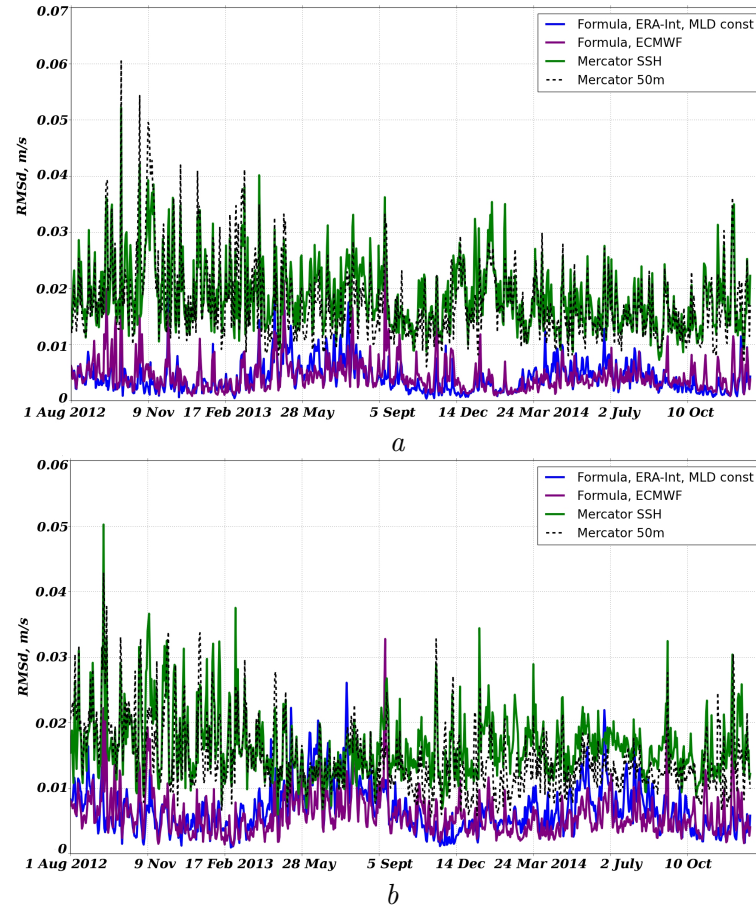 0.07
0.06
0.05
0.04
0.03
0.02
0.01
0
RMSd, m/s
Formula, ERA-Int, MLD const
Formula, ECMWF
Mercator SSH
Mercator 50m
1 Aug 2012 9 Nov 17 Feb 2013 28 May 5 Sept 14 Dec 24 Mar 2014 2 July 10 Oct
a
0.06
0.05
0.04
0.03
0.02
0.01
0
RMSd, m/s
Formula, ERA-Int, MLD const
Formula, ECMWF
Mercator SSH
Mercator 50m
1 Aug 2012 9 Nov 17 Feb 2013 28 May 5 Sept 14 Dec 24 Mar 2014 2 July 10 Oct
b